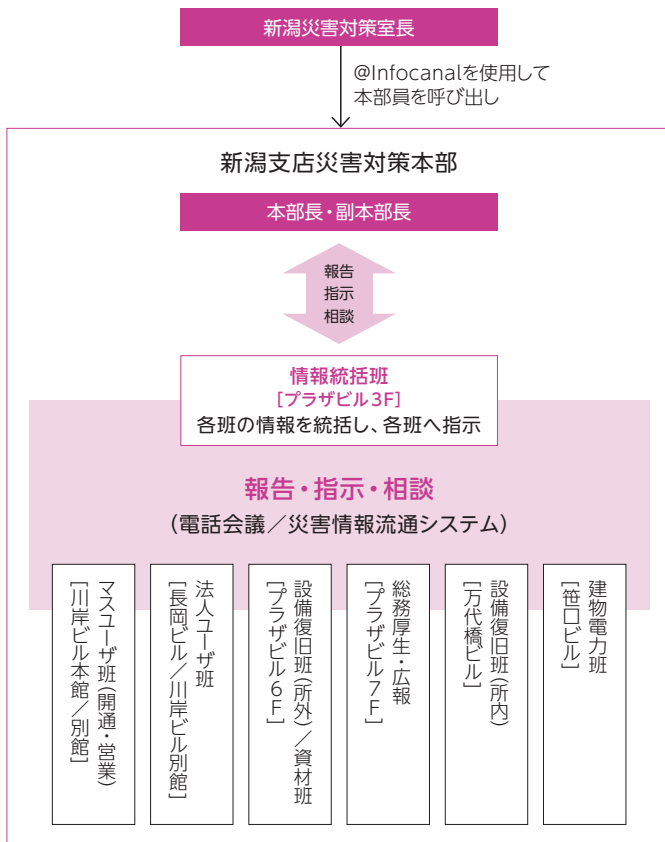 新潟災害対策室長
@Infocanalを使用して
本部員を呼び出し
新潟支店災害対策本部
本部長・副本部長
報告
指示
相談
情報統括班
[プラザビル3F]
各班の情報を統括し、各班へ指示
報告・指示・相談
(電話会議/災害情報流通システム)
マスユーザ班(開通・営業)
[川岸ビル本館/別館]
法人ユーザ班
[長岡ビル/川岸ビル別館]
設備復旧班(所外)/資材班
[プラザビル6F]
総務厚生・広報
[プラザビル7F]
設備復旧班(所内)
[万代橋ビル]
建物電力班
[笹口ビル]